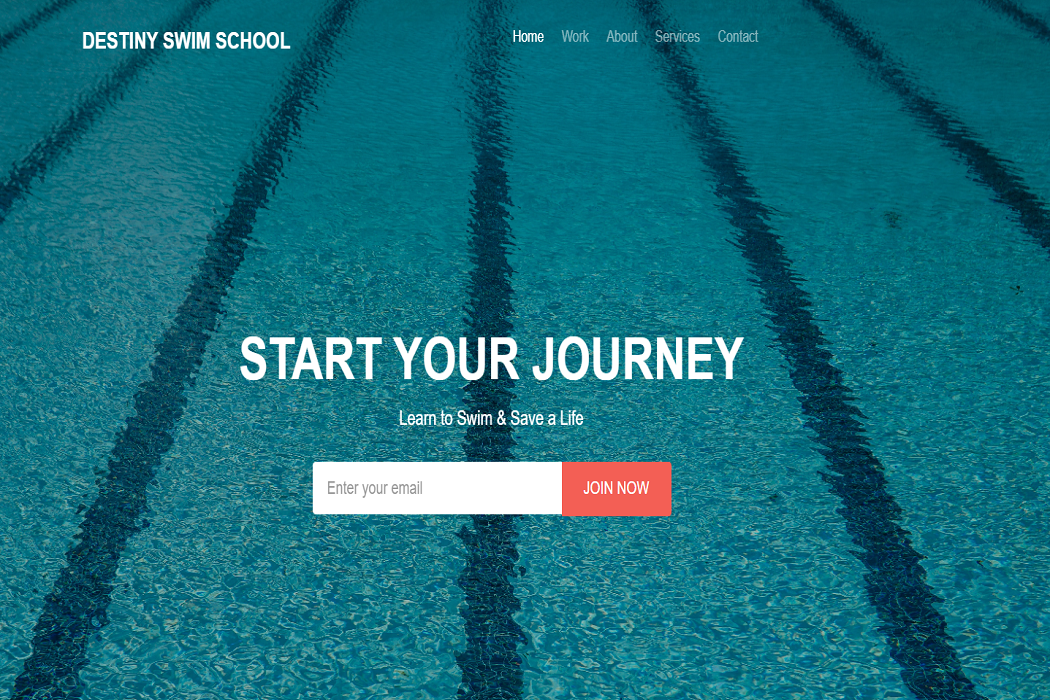 DESTINY SWIM SCHOOL
Home Work About Services Contact
START YOUR JOURNEY
Learn to Swim & Save a Life
Enter your email JOIN NOW